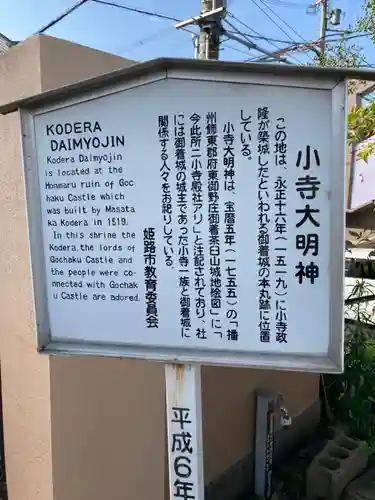 KODERA
DAIMYOJIN
Kodera Daimyojin
is located at the
Honmaru ruin of Goc
haku Castle which
was built by Masata
ka Kodera in 1519.
In this shrine the
Kodera,the lords of
Gochaku Castle and
the people were co-
nnected with Gochak
u Castle are adored.
小寺大明神
この地は、永正十六年(一五一九)に小寺政
隆が築城したといわれる御着城の本丸跡に位置
している。
小寺大明神は、宝暦五年(一七五五)の「播
州飾東郡府東御野庄御着茶臼山城地絵図」に
今此所ニ小寺殿社アリ」と注記されており、社
には御着城の城主であった小寺一族と御着城に
関係する人々をお祀りしている。
姫路市教育委員会
平成6年